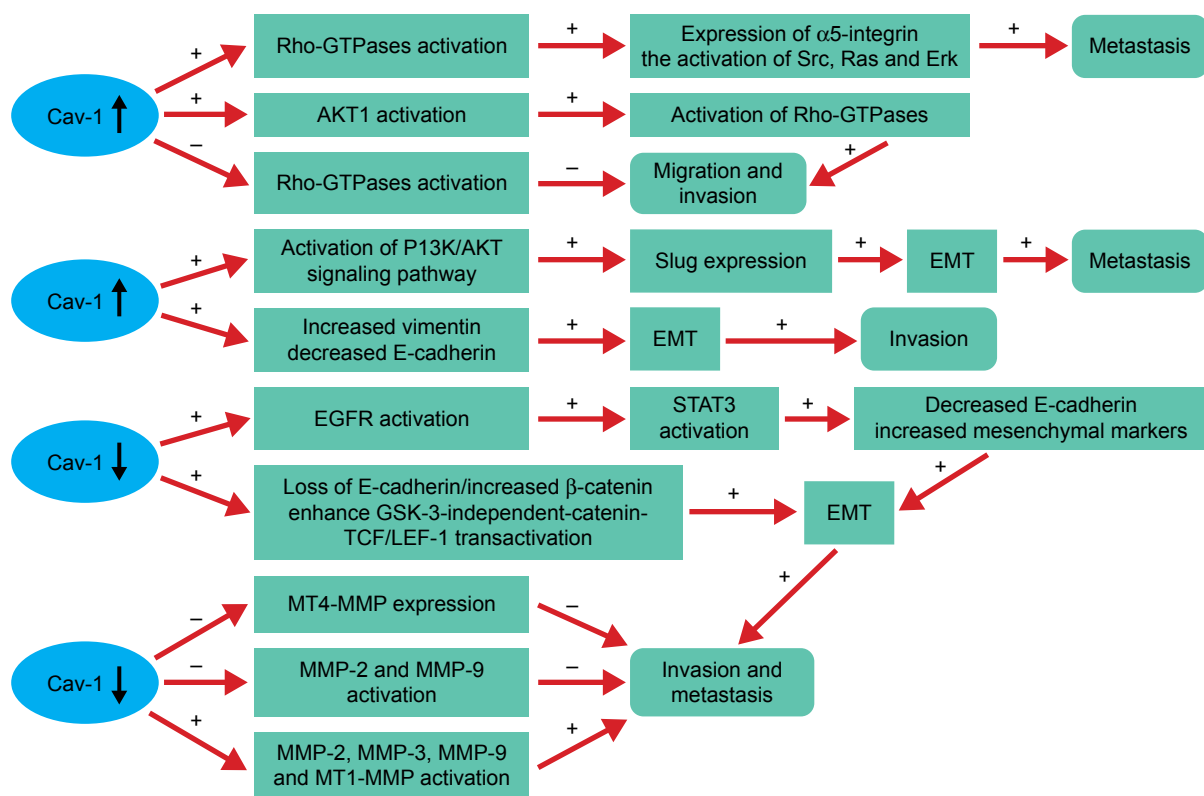 +
Rho-GTPases activation
+
Expression of α5-integrin
the activation of Src, Ras and Erk
+
Metastasis
Cav-1
+
AKT1 activation
+
Activation of Rho-GTPases
–
Rho-GTPases activation
–
+
Migration and
invasion
Cav-1
+
Activation of P13K/AKT
signaling pathway
+
Slug expression
+
EMT
+
Metastasis
+
Increased vimentin
decreased E-cadherin
+
EMT
+
Invasion
Cav-1
+
EGFR activation
+
STAT3
activation
+
Decreased E-cadherin
increased mesenchymal markers
+
+
Loss of E-cadherin/increased β-catenin
enhance GSK-3-independent-catenin-
TCF/LEF-1 transactivation
+
EMT
+
Cav-1
–
MT4-MMP expression
–
–
MMP-2 and MMP-9
activation
–
Invasion and
metastasis
+
MMP-2, MMP-3, MMP-9
and MT1-MMP activation
+